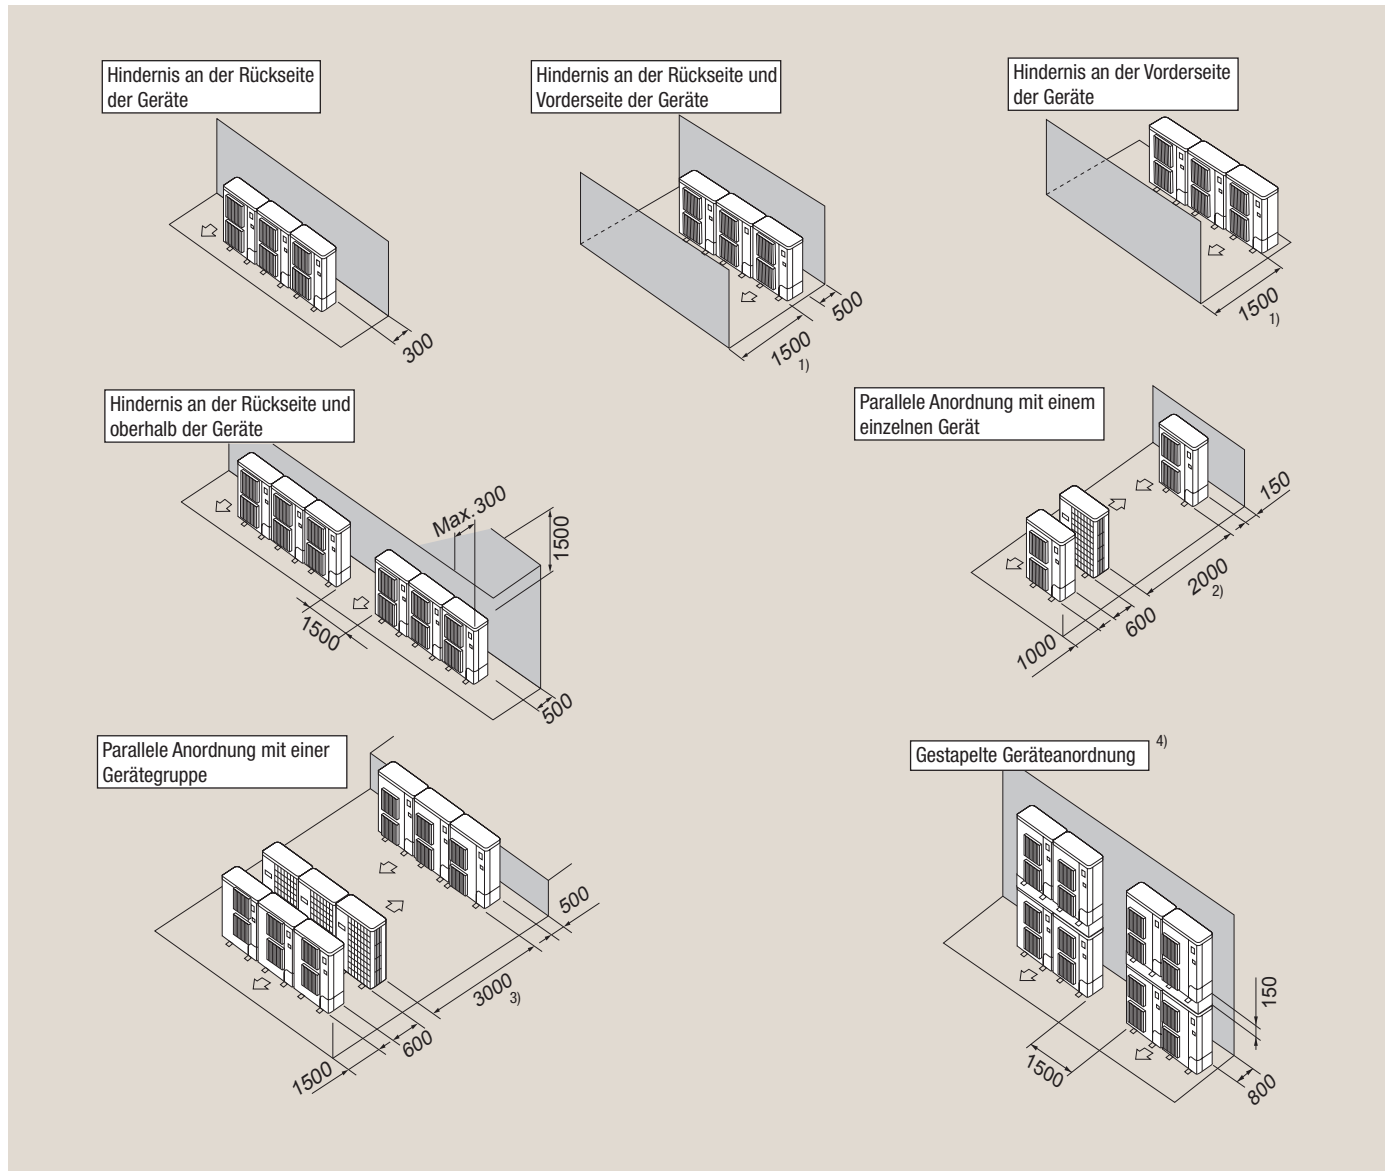 Hindernis an der Rückseite
der Geräte
300
Hindernis an der Rückseite und
Vorderseite der Geräte
500
1500
1)
Hindernis an der Vorderseite
der Geräte
1500
1)
Hindernis an der Rückseite und
oberhalb der Geräte
Max. 300
1500
1500
500
Parallele Anordnung mit einem
einzelnen Gerät
150
2000
2)
600
1000
Parallele Anordnung mit einer
Gerätegruppe
500
3000
3)
600
1500
Gestapelte Geräteanordnung
4)
150
1500
800